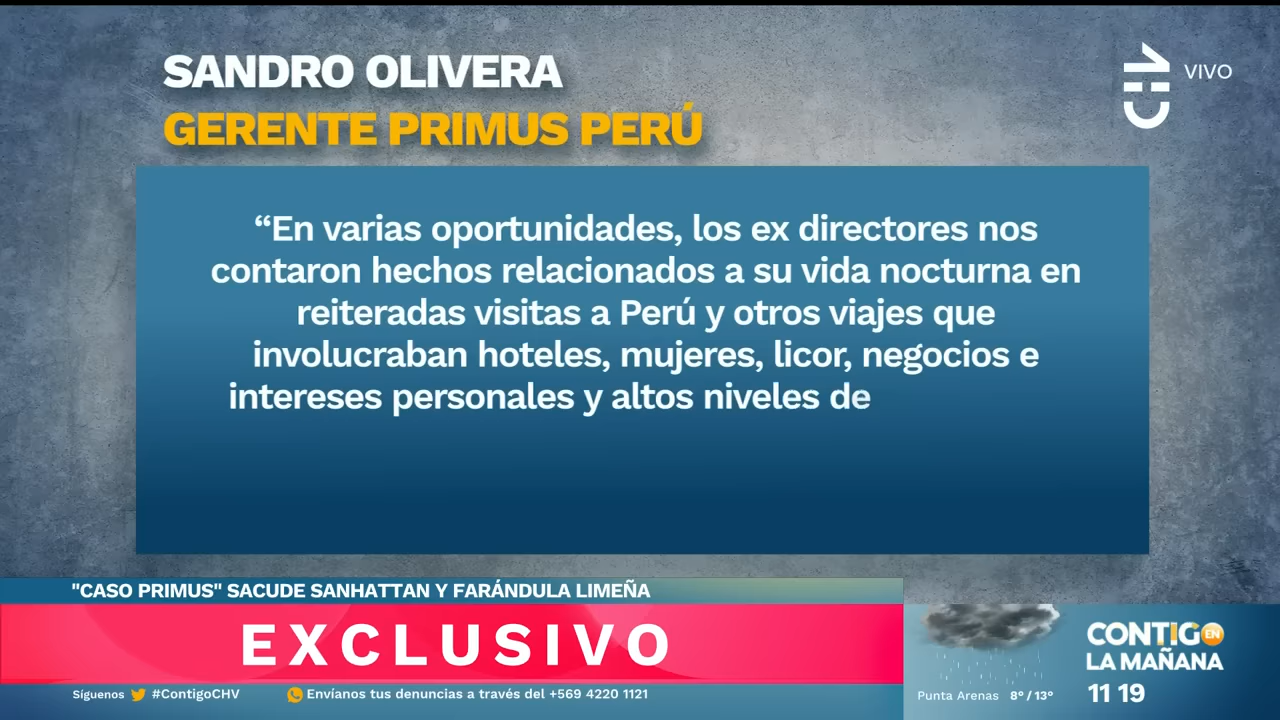 SANDRO OLIVERA
GERENTE PRIMUS PERÚ
CHV VIVO
“En varias oportunidades, los ex directores nos
contaron hechos relacionados a su vida nocturna en
reiteradas visitas a Perú y otros viajes que
involucraban hoteles, mujeres, licor, negocios e
intereses personales y altos niveles de
"CASO PRIMUS" SACUDE SANHATTAN Y FARÁNDULA LIMEÑA
EXCLUSIVO
Síguenos #ContigoCHV Envíanos tus denuncias a través del +569 4220 1121
Punta Arenas 8° / 13°
CONTIGO EN
LA MAÑANA
11 19